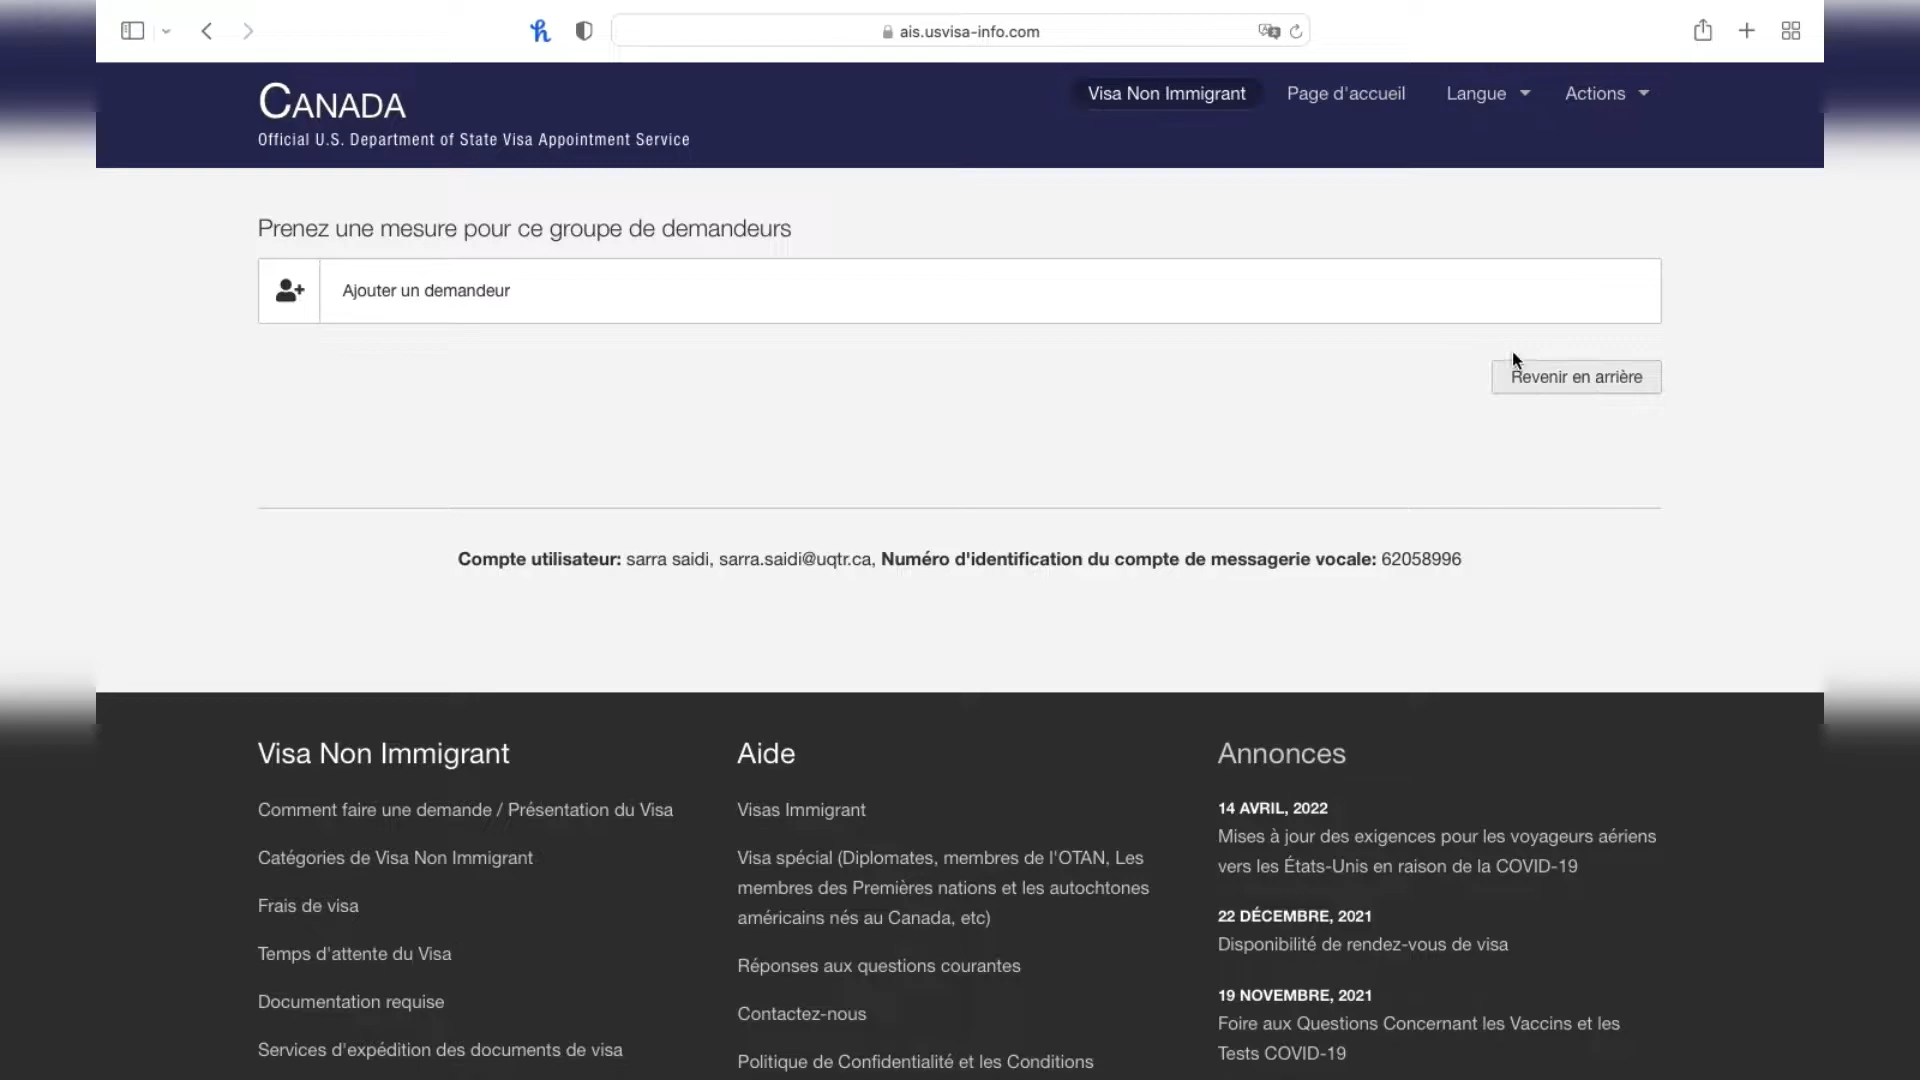 ais.usvisa-info.com
CANADA
Official U.S. Department of State Visa Appointment Service
Visa Non Immigrant
Page d'accueil
Langue
Actions
Prenez une mesure pour ce groupe de demandeurs
Ajouter un demandeur
Revenir en arrière
Compte utilisateur: sarra saidi, sarra.saidi@uqtr.ca, Numéro d'identification du compte de messagerie vocale: 62058996
Visa Non Immigrant
Comment faire une demande / Présentation du Visa
Catégories de Visa Non Immigrant
Frais de visa
Temps d'attente du Visa
Documentation requise
Services d'expédition des documents de visa
Aide
Visas Immigrant
Visa spécial (Diplomates, membres de l'OTAN, Les
membres des Premières nations et les autochtones
américains nés au Canada, etc)
Réponses aux questions courantes
Contactez-nous
Politique de Confidentialité et les Conditions
Annonces
14 AVRIL, 2022
Mises à jour des exigences pour les voyageurs aériens
vers les États-Unis en raison de la COVID-19
22 DÉCEMBRE, 2021
Disponibilité de rendez-vous de visa
19 NOVEMBRE, 2021
Foire aux Questions Concernant les Vaccins et les
Tests COVID-19